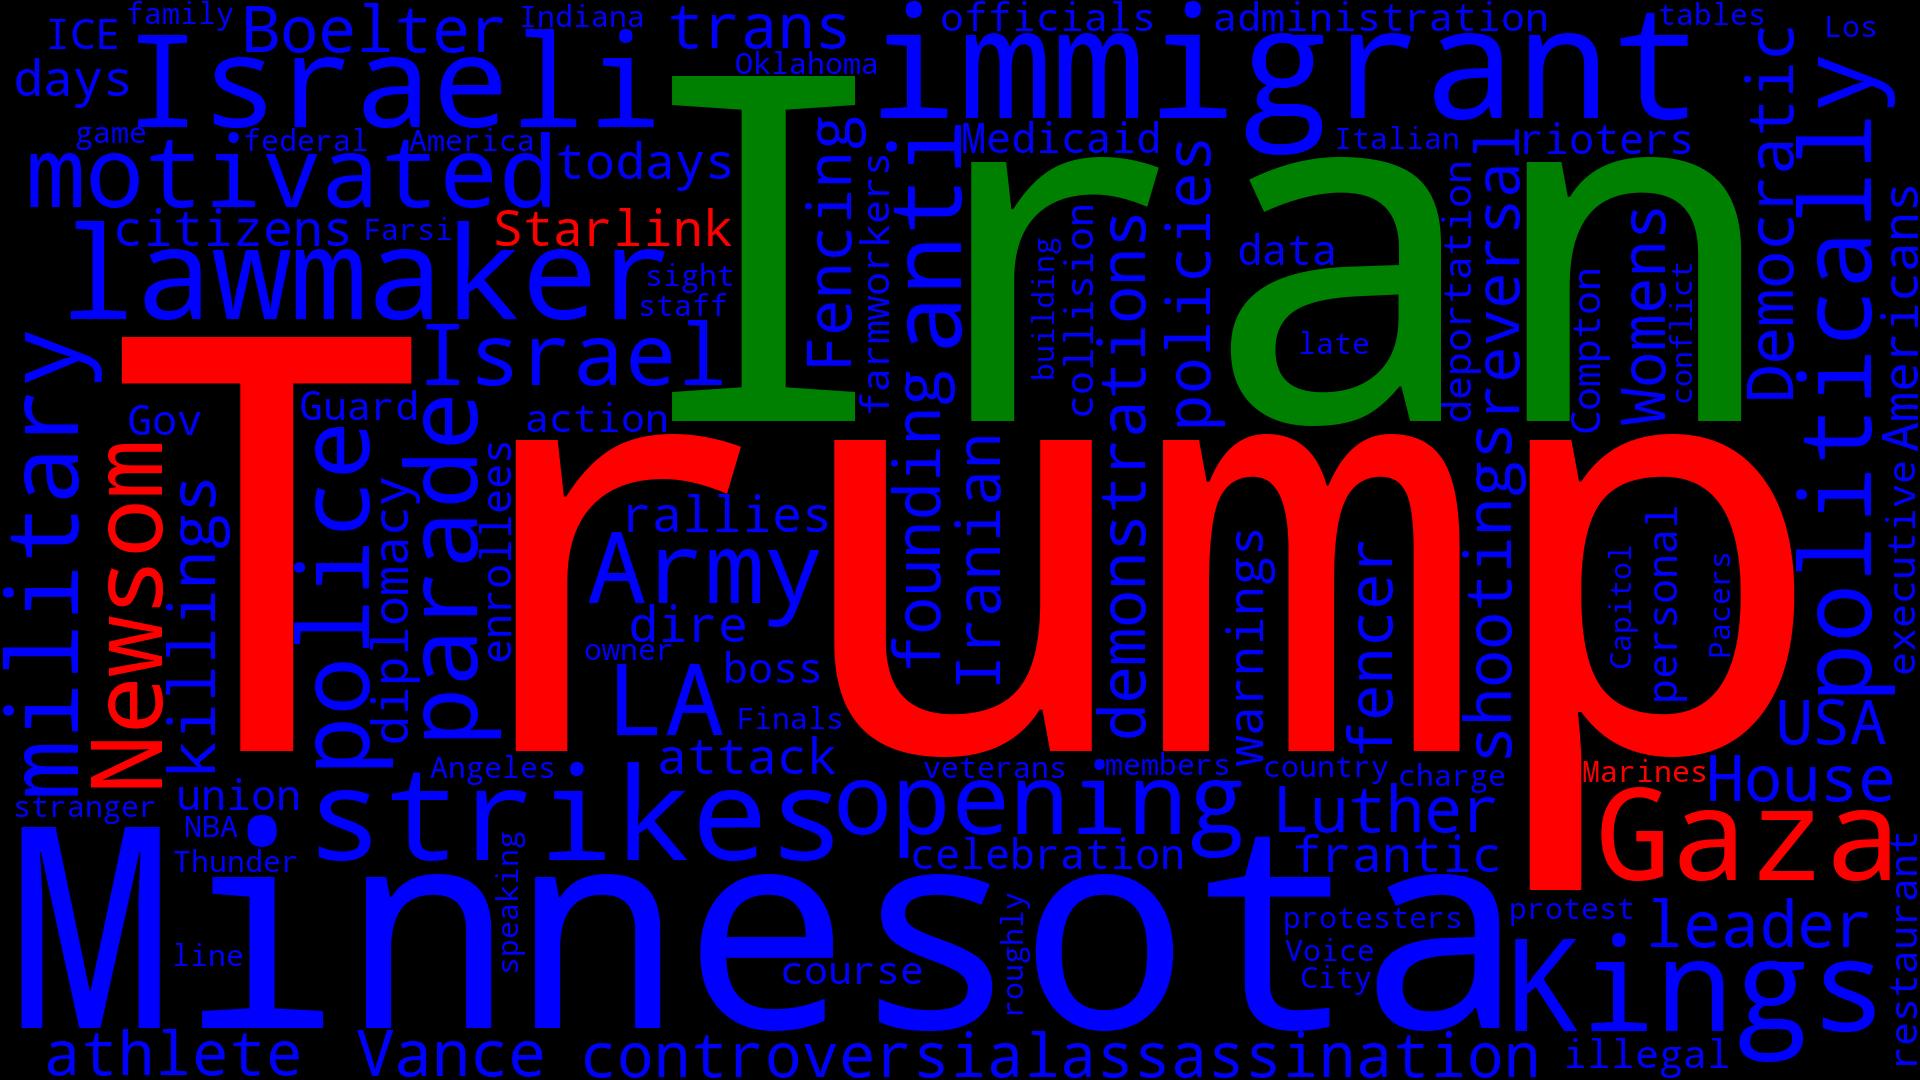 ICE
family
Boelter
Indiana
trans
officials
administration
tables
Los
days
Israeli
Oklahoma
immigrant
Democratic
politically
game
federal
America
motivated
todays
Iran
Fencing
farmworkers
anti
Medicaid
Italian
rioters
policies
citizens
Farsi
Starlink
lawmaker
sight
staff
building
collision
demonstrations
data
deportation
reversal
Compton
Womens
conflict
Americans
late
military
Israel
Gov
Guard
action
Trump
Newsom
killings
police
diplomacy
parade
enrollees
rallies
Army
dire
owner
LA
boss
Finals
founding
Iranian
warnings
fencer
shootings
Capitol
personal
Pacers
executive
USA
attack
Angeles
veterans
members
country
charge
Marines
House
stranger
union
NBA
Thunder
strikes
opening
Luther
Gaza
celebration
frantic
Minnesota
speaking
roughly
protesters
protest
leader
restaurant
line
course
Voice
City
Kings
athlete
Vance
controversial
assassination
illegal